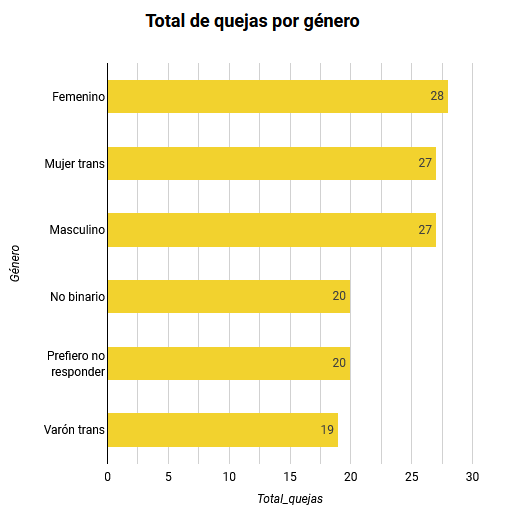 Total de quejas por género
Género
Femenino
28
Mujer trans
27
Masculino
27
No binario
20
Prefiero no
responder
20
Varón trans
19
0 5 10 15 20 25 30
Total_quejas